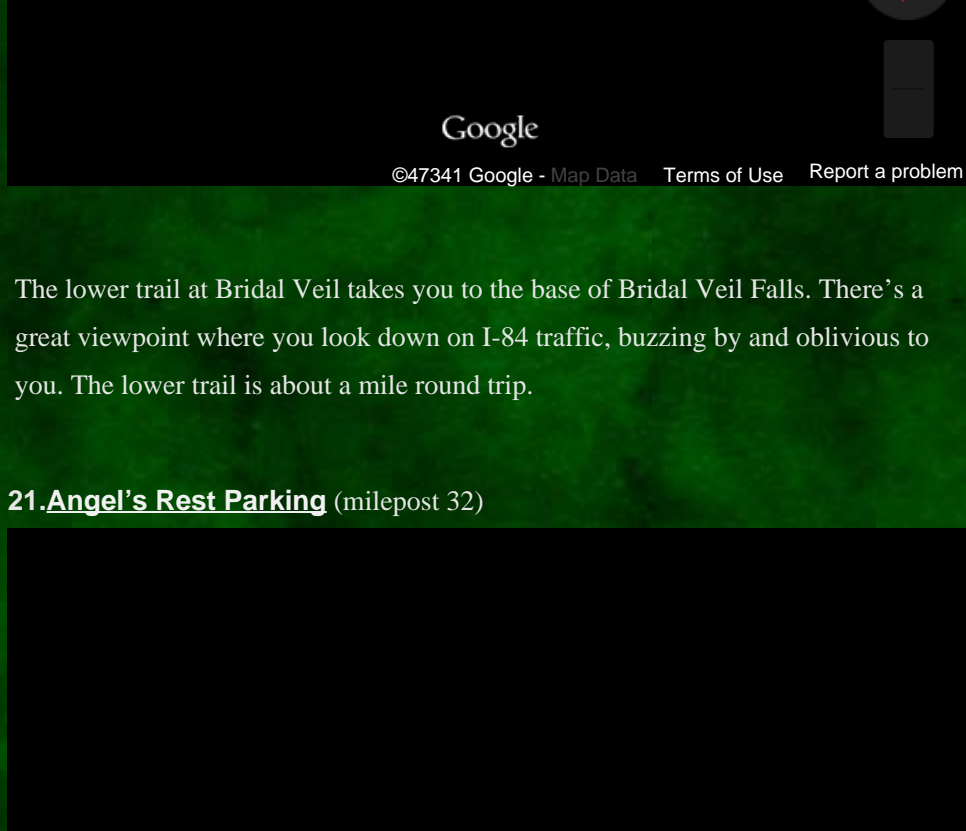 Google
©47341 Google - Map Data Terms of Use Report a problem
The lower trail at Bridal Veil takes you to the base of Bridal Veil Falls. There’s a
great viewpoint where you look down on I-84 traffic, buzzing by and oblivious to
you. The lower trail is about a mile round trip.
21.Angel’s Rest Parking (milepost 32)